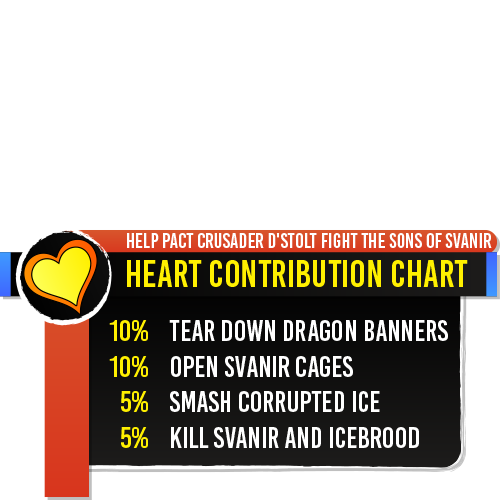 HELP PACT CRUSADER D'STOLT FIGHT THE SONS OF SVANIR
HEART CONTRIBUTION CHART
10% TEAR DOWN DRAGON BANNERS
10% OPEN SVANIR CAGES
5% SMASH CORRUPTED ICE
5% KILL SVANIR AND ICEBROOD